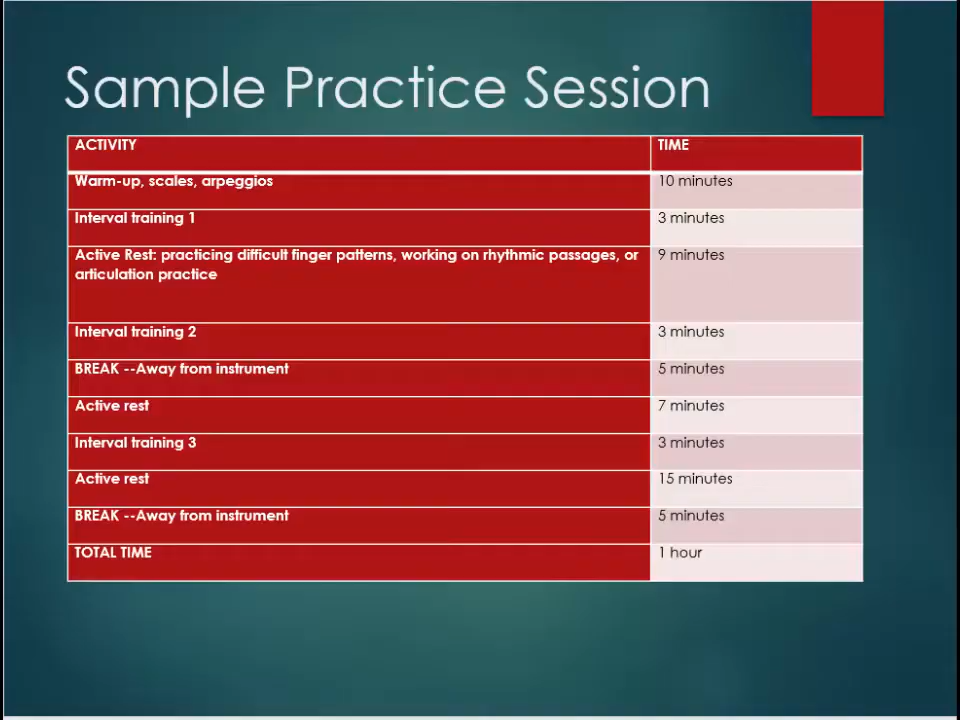 Sample Practice Session
ACTIVITY TIME
Warm-up, scales, arpeggios 10 minutes
Interval training 1 3 minutes
Active Rest: practicing difficult finger patterns, working on rhythmic passages, or 9 minutes
articulation practice
Interval training 2 3 minutes
BREAK --Away from instrument 5 minutes
Active rest 7 minutes
Interval training 3 3 minutes
Active rest 15 minutes
BREAK --Away from instrument 5 minutes
TOTAL TIME 1 hour